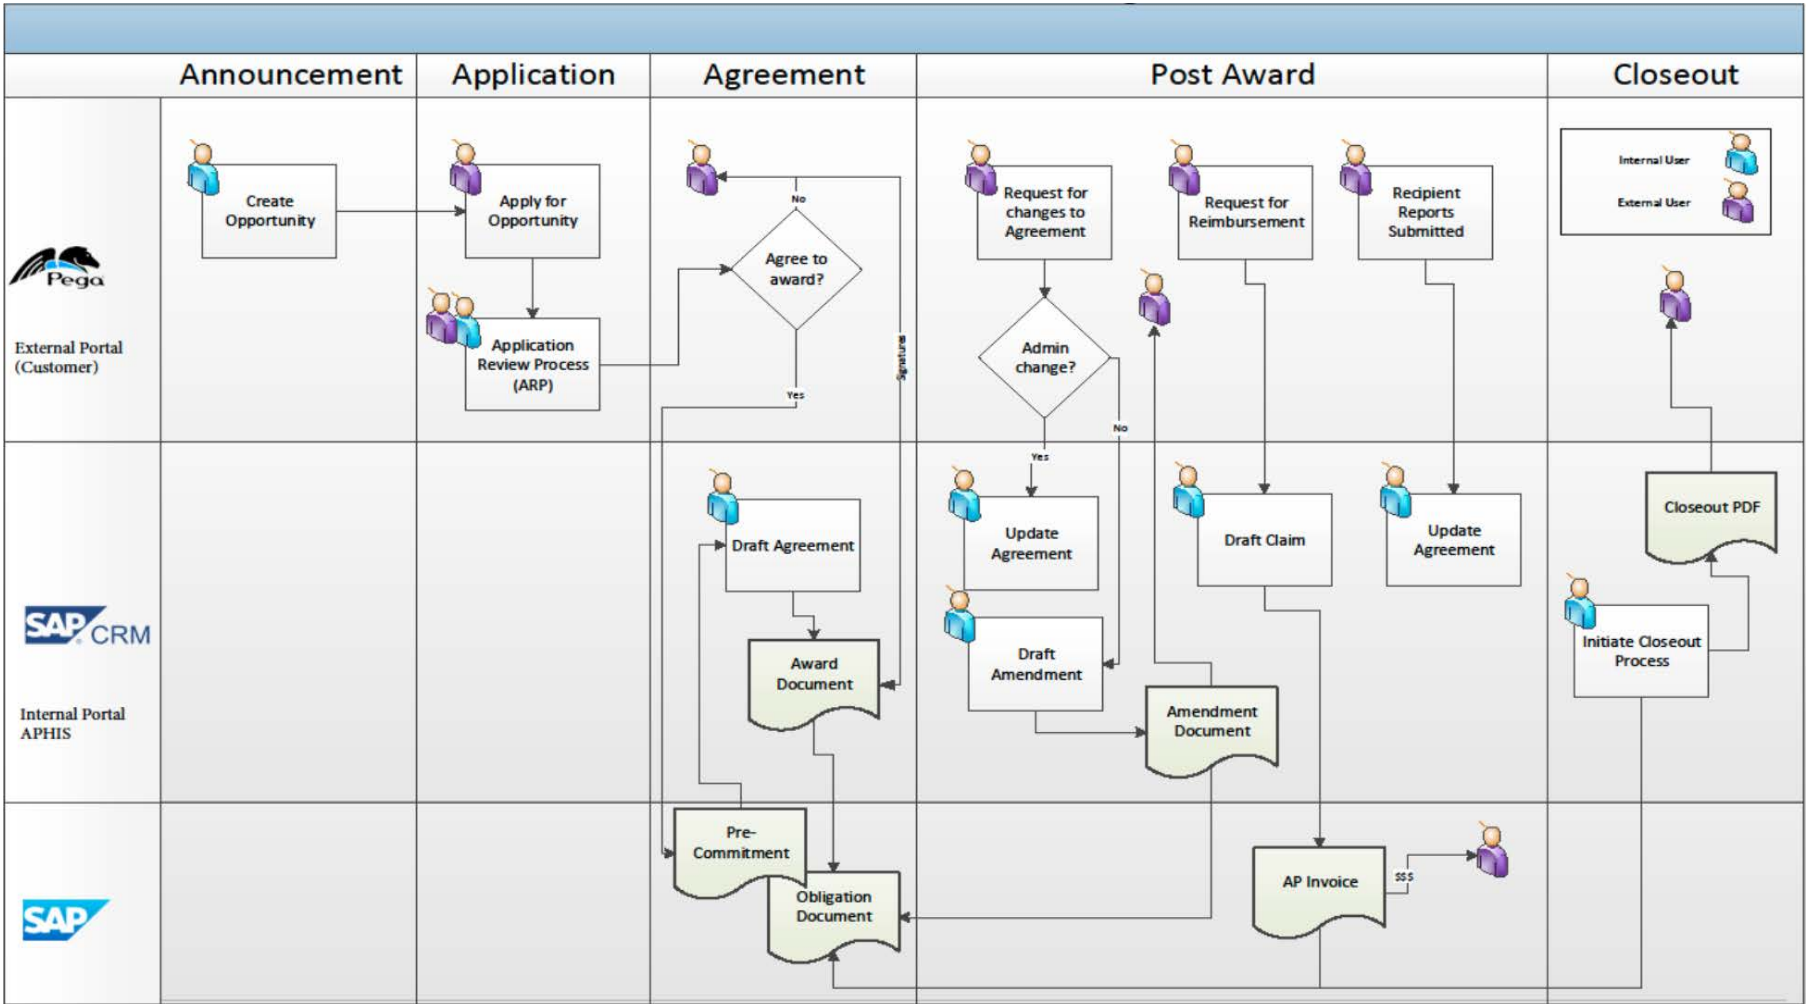 Announcement
Application
Agreement
Post Award
Closeout
Pega
External Portal
(Customer)
Create
Opportunity
Apply for
Opportunity
Application
Review Process
(ARP)
No
Agree to
award?
Yes
Signatures
Request for
changes to
Agreement
Admin
change?
No
Yes
Request for
Reimbursement
Recipient
Reports
Submitted
Internal User
External User
SAP CRM
Internal Portal
APHIS
Draft Agreement
Award
Document
Update
Agreement
Draft
Amendment
Amendment
Document
Draft Claim
Update
Agreement
Closeout PDF
Initiate Closeout
Process
SAP
Pre-
Commitment
Obligation
Document
AP Invoice
$$$